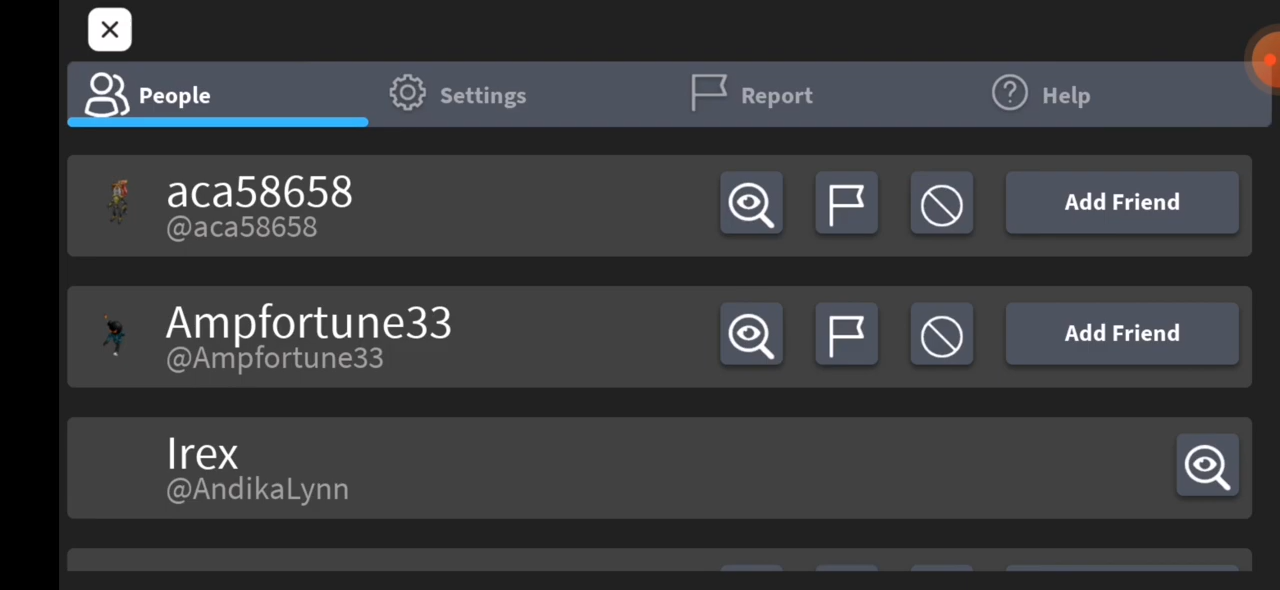 People
Settings
Report
Help
aca58658
@aca58658
Add Friend
Ampfortune33
@Ampfortune33
Add Friend
Irex
@AndikaLynn